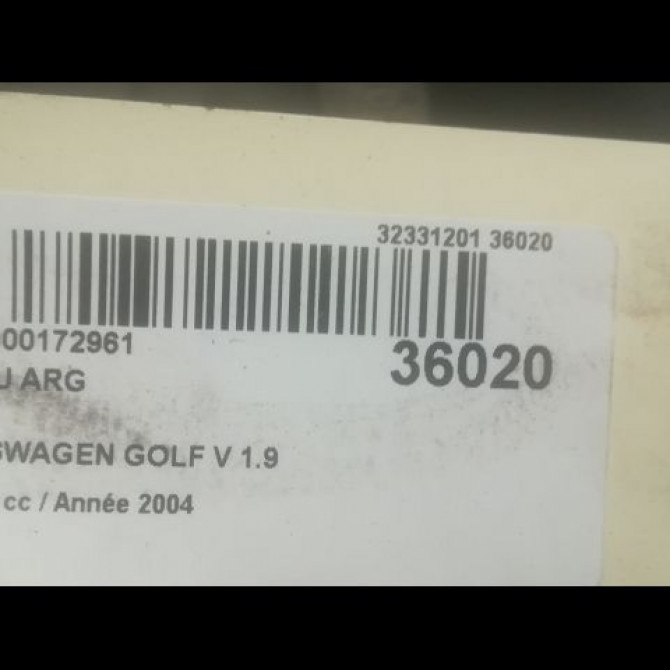 32331201 36020
00172961
36020
U ARG
SWAGEN GOLF V 1.9
cc / Année 2004